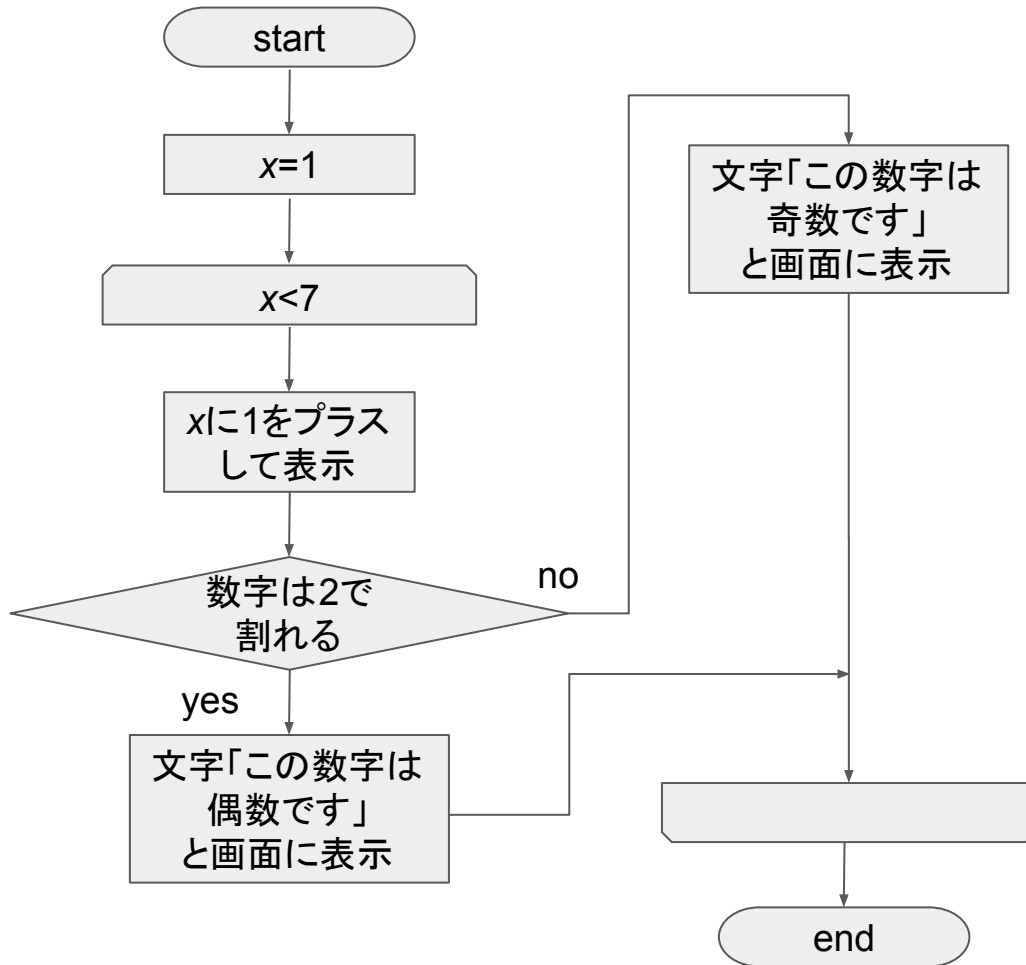 start
x=1
x<7
xに1をプラス
して表示
数字は2で
割れる
no
yes
文字「この数字は
偶数です」
と画面に表示
文字「この数字は
奇数です」
と画面に表示
end